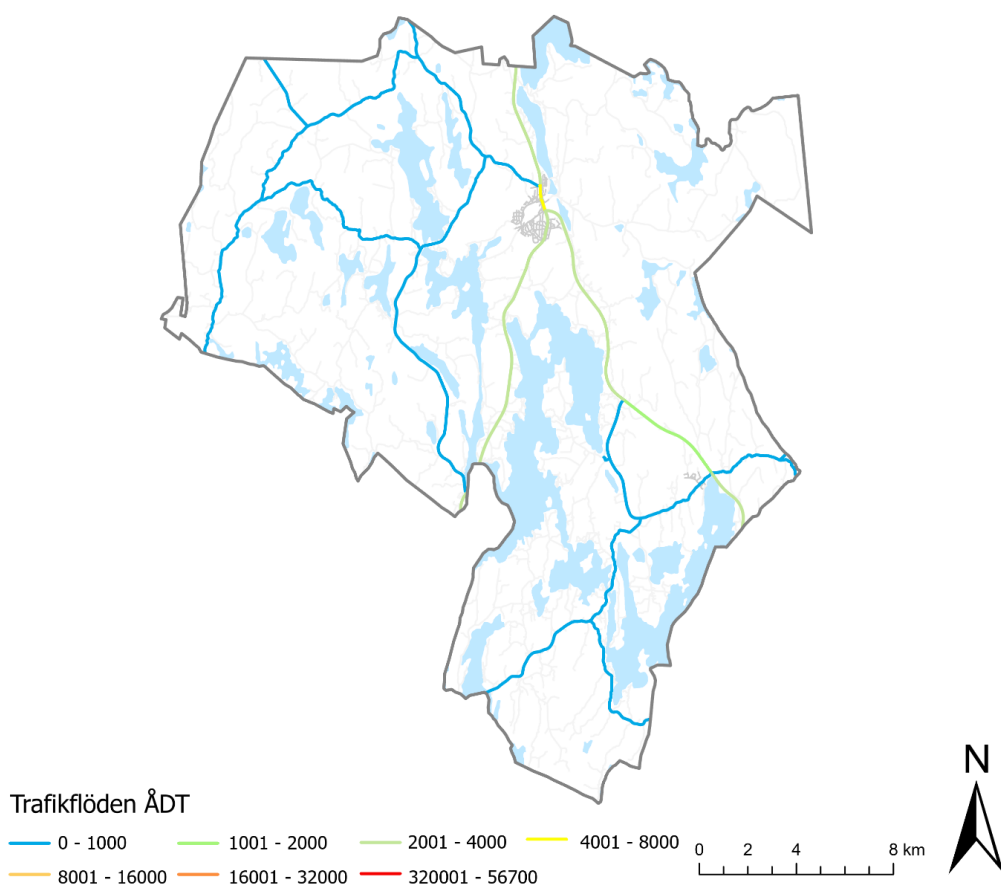 N
Trafikflöden ÅDT
0 - 1000 1001 - 2000 2001 - 4000 4001 - 8000
8001 - 16000 16001 - 32000 320001 - 56700
0 2 4 8 km